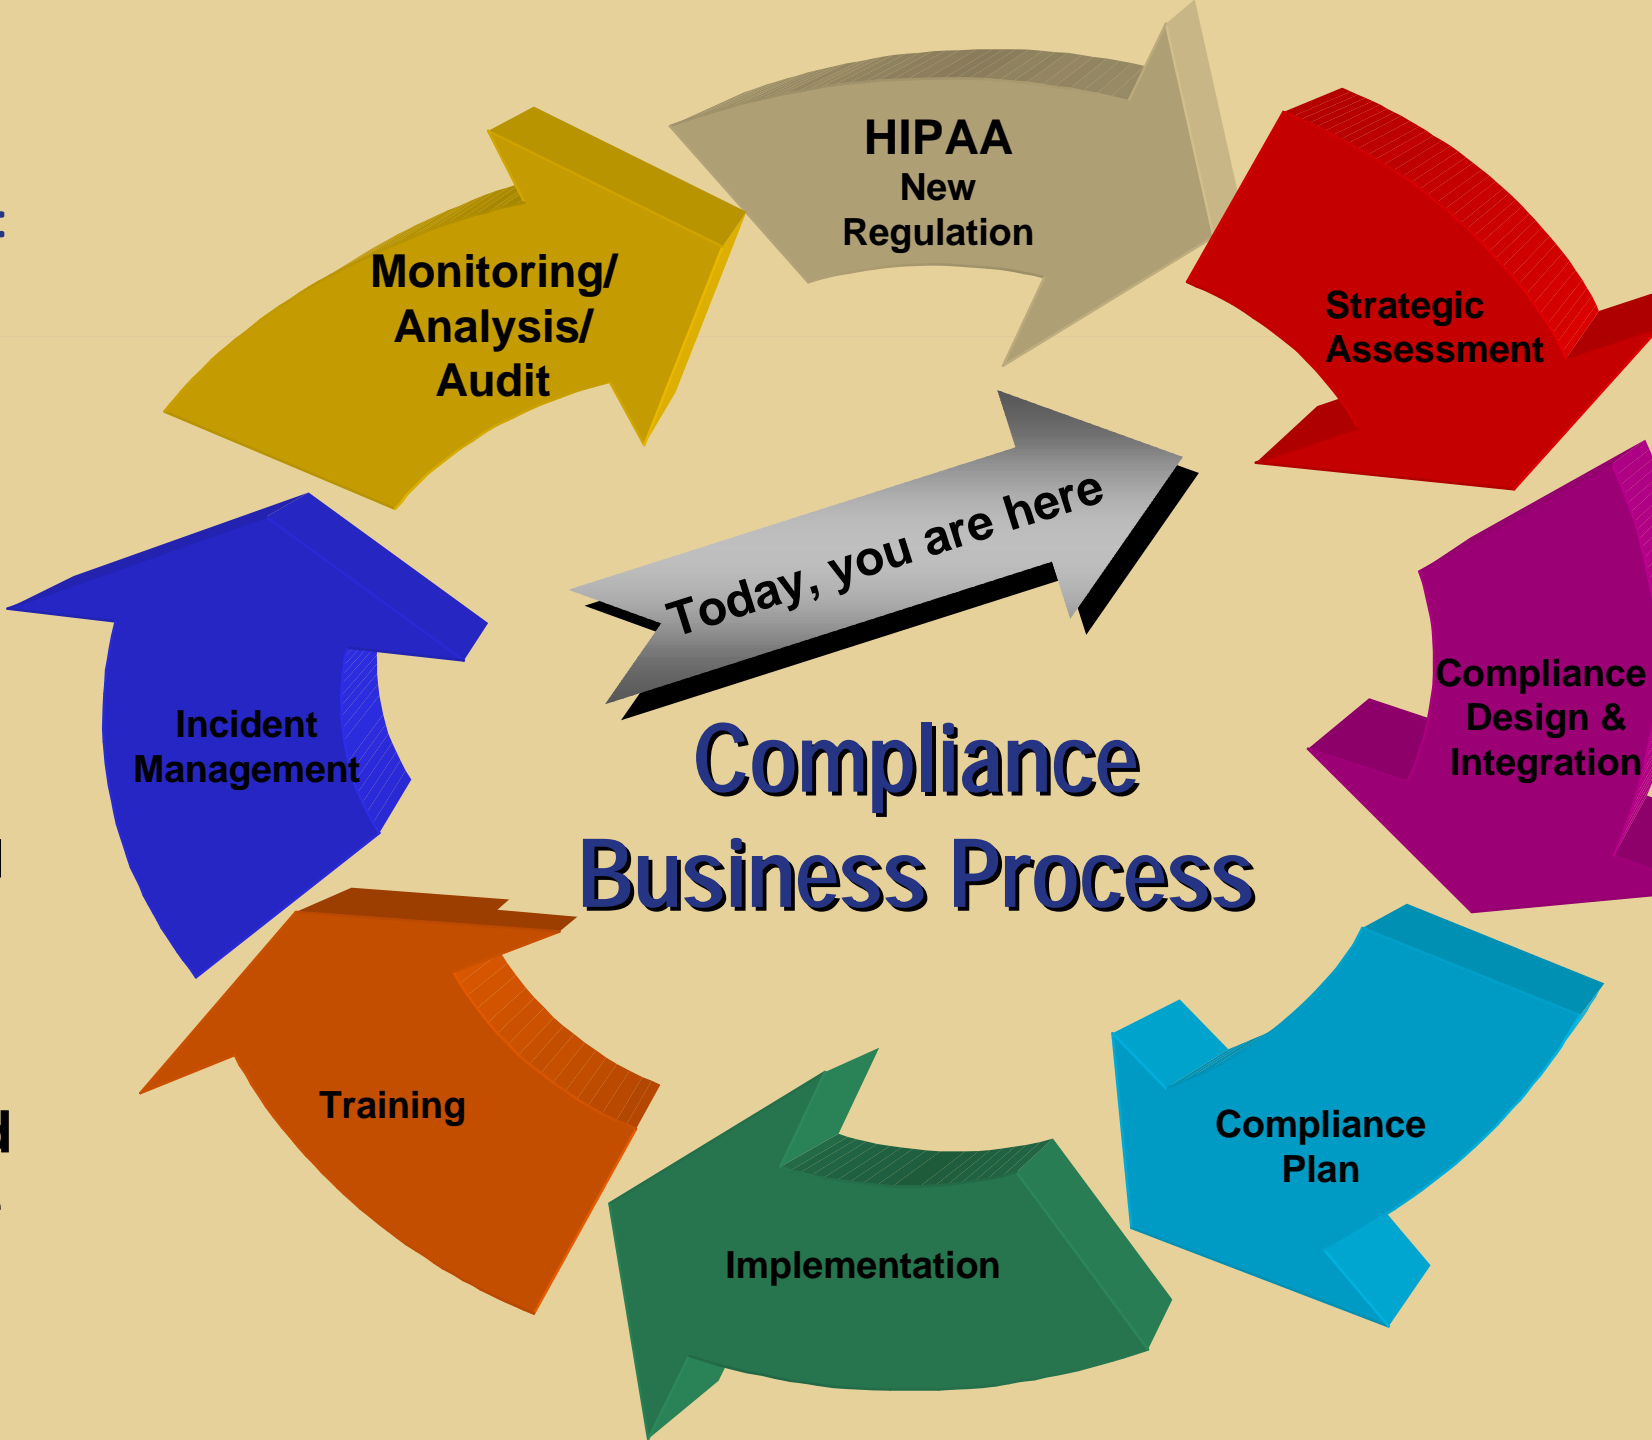 HIPAA
New
Regulation
Strategic
Assessment
Monitoring/
Analysis/
Audit
Today, you are here
Compliance
Design &
Integration
Incident
Management
Compliance
Business Process
Training
Compliance
Plan
Implementation